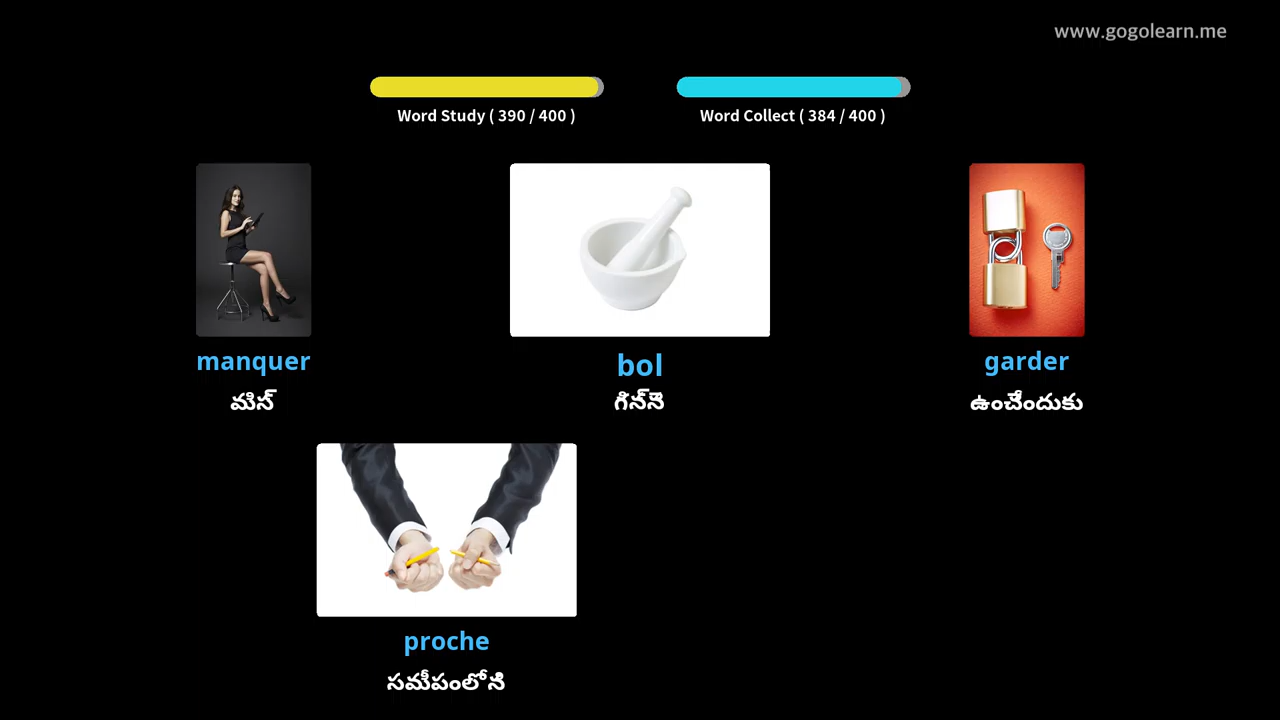 www.gogolearn.me
Word Study ( 390 / 400 )
Word Collect ( 384 / 400 )
manquer
bol
garder
మిస్
గిన్నె
ఉంచేందుకు
proche
సమీపంలోని